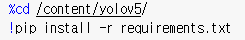 %cd /content/yolov5/
!pip install -r requirements.txt